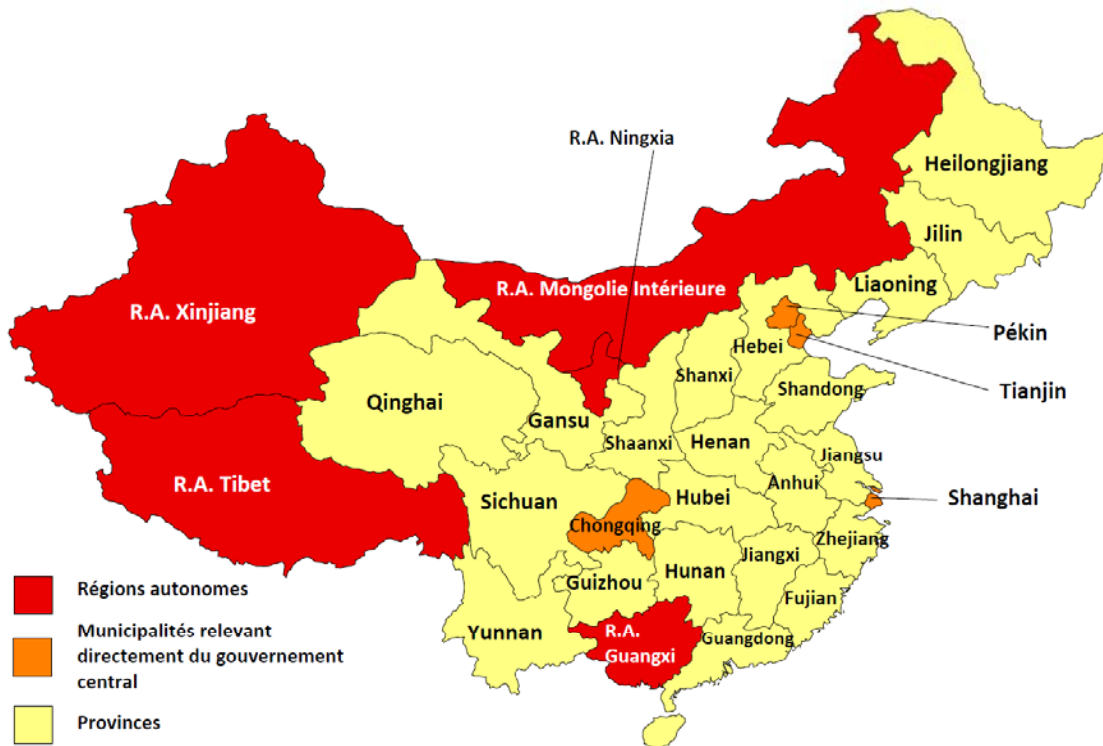 R.A. Ningxia
Heilongjiang
Jilin
Liaoning
R.A. Mongolie Intérieure
R.A. Xinjiang
Pékin
Hebei
Tianjin
Shanxi
Shandong
Qinghai
Gansu
Shaanxi
Henan
Jiangsu
R.A. Tibet
Anhui
Sichuan
Hubei
Shanghai
Chongqing
Zhejiang
Jiangxi
Hunan
Guizhou
Fujian
Yunnan
R.A.
Guangxi
Guangdong
Régions autonomes
Municipalités relevant
directement du gouvernement
central
Provinces